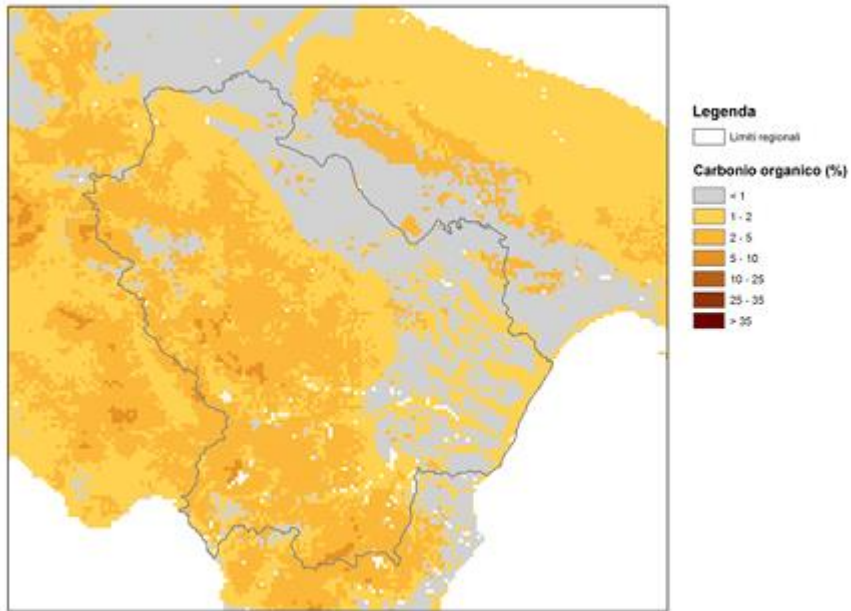 Legenda
Limiti regionali
Carbonio organico (%)
< 1
1 - 2
2 - 5
5 - 10
10 - 25
25 - 35
> 35